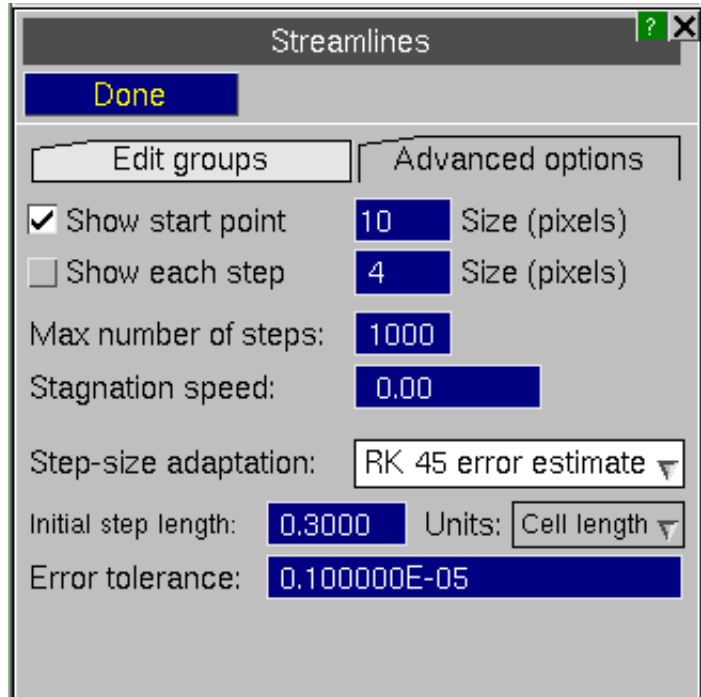 Streamlines ?
Done
Edit groups Advanced options
Show start point 10 Size (pixels)
Show each step 4 Size (pixels)
Max number of steps: 1000
Stagnation speed: 0.00
Step-size adaptation: RK 45 error estimate
Initial step length: 0.3000 Units: Cell length
Error tolerance: 0.100000E-05